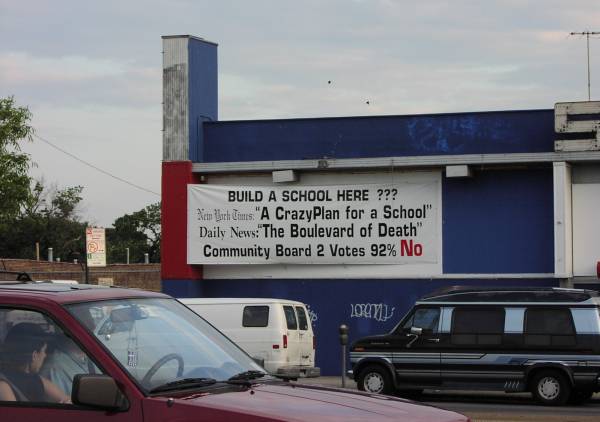 BUILD A SCHOOL HERE ???
New York Times: "A CrazyPlan for a School"
Daily News: "The Boulevard of Death"
Community Board 2 Votes 92% No